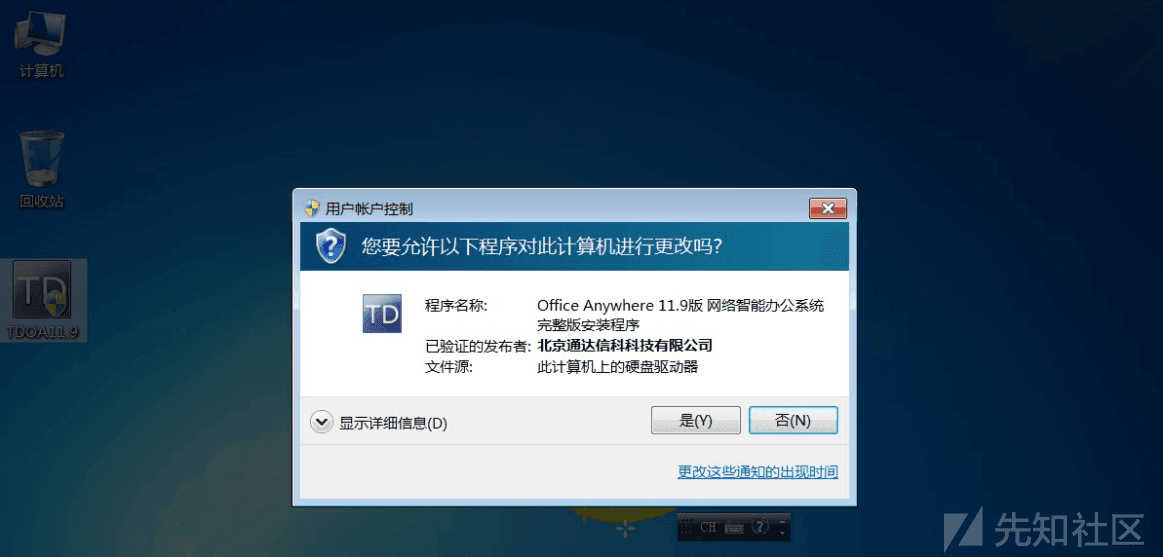 计算机
回收站
TD
TDOA11.9
用户帐户控制
您要允许以下程序对此计算机进行更改吗?
TD
程序名称: Office Anywhere 11.9版 网络智能办公系统
完整版安装程序
已验证的发布者: 北京通达信科科技有限公司
文件源: 此计算机上的硬盘驱动器
显示详细信息(D)
是(Y)
否(N)
更改这些通知的出现时间
CH
先知社区